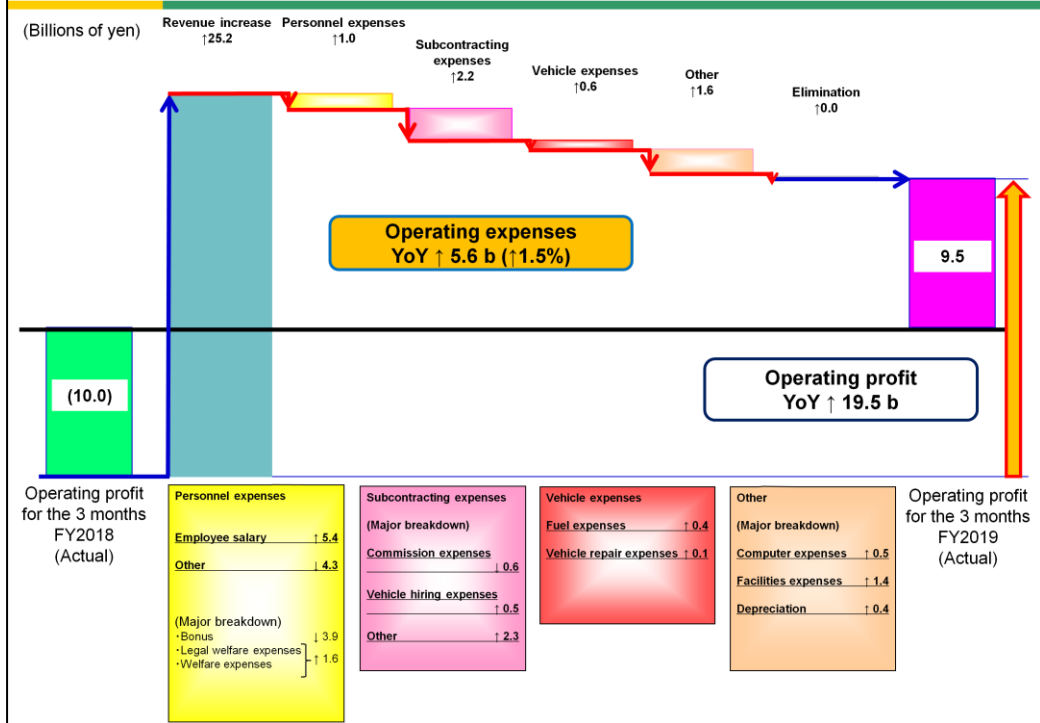 (Billions of yen)
Revenue increase
↑25.2
Personnel expenses
↑1.0
Subcontracting
expenses
↑2.2
Vehicle expenses
↑0.6
Other
↑1.6
Elimination
↑0.0
Operating expenses
YoY ↑ 5.6 b (↑1.5%)
9.5
(10.0)
Operating profit
YoY ↑ 19.5 b
Operating profit
for the 3 months
FY2018
(Actual)
Personnel expenses
Employee salary ↑ 5.4
Other ↓ 4.3
(Major breakdown)
・Bonus ↓ 3.9
・Legal welfare expenses
・Welfare expenses
↑ 1.6
Subcontracting expenses
(Major breakdown)
Commission expenses
↓ 0.6
Vehicle hiring expenses
↑ 0.5
Other ↑ 2.3
Vehicle expenses
Fuel expenses ↑ 0.4
Vehicle repair expenses ↑ 0.1
Other
(Major breakdown)
Computer expenses ↑ 0.5
Facilities expenses ↑ 1.4
Depreciation ↑ 0.4
Operating profit
for the 3 months
FY2019
(Actual)